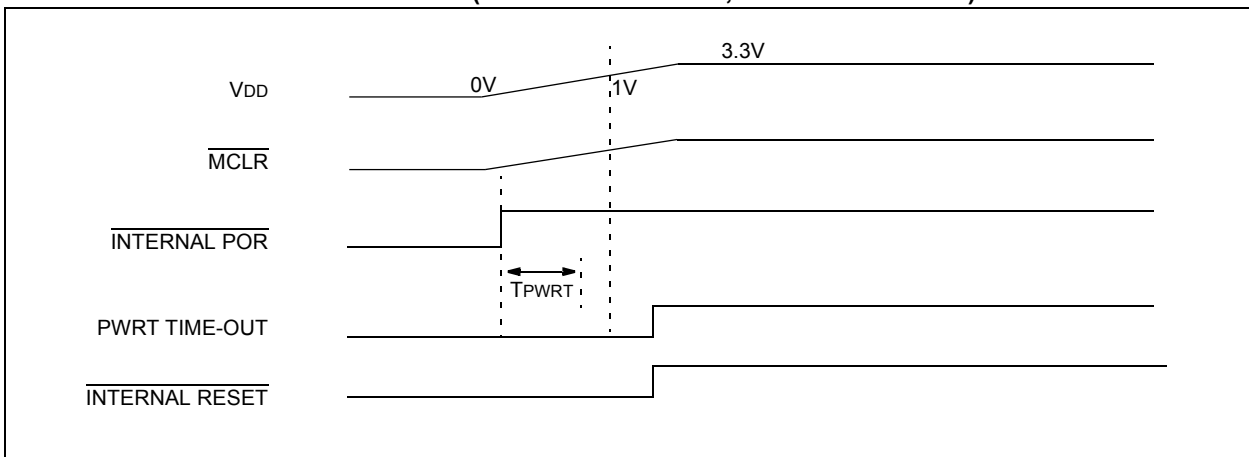 3.3V
0V
1V
VDD
MCLR
INTERNAL POR
TPWRT
PWRT TIME-OUT
INTERNAL RESET